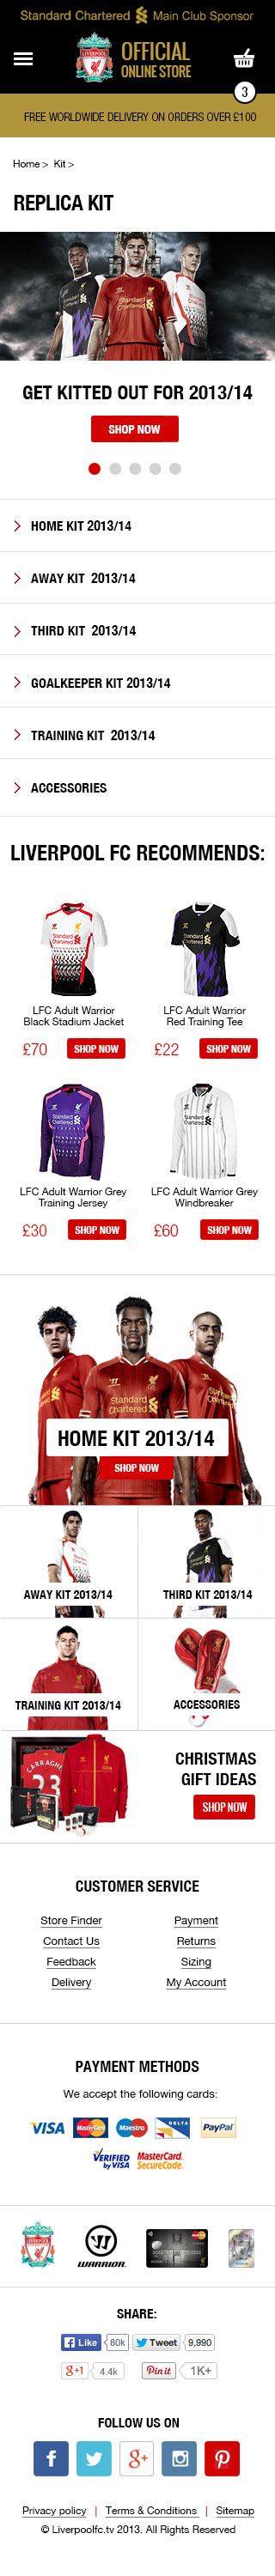 Standard Chartered Main Club Sponsor
OFFICIAL
ONLINE STORE
3
FREE WORLDWIDE DELIVERY ON ORDERS OVER £100
Home > Kit >
REPLICA KIT
GET KITTED OUT FOR 2013/14
SHOP NOW
HOME KIT 2013/14
AWAY KIT 2013/14
THIRD KIT 2013/14
GOALKEEPER KIT 2013/14
TRAINING KIT 2013/14
ACCESSORIES
LIVERPOOL FC RECOMMENDS:
LFC Adult Warrior
Black Stadium Jacket
£70 SHOP NOW
LFC Adult Warrior
Red Training Tee
£22 SHOP NOW
LFC Adult Warrior Grey
Training Jersey
£30 SHOP NOW
LFC Adult Warrior Grey
Windbreaker
£60 SHOP NOW
HOME KIT 2013/14
SHOP NOW
AWAY KIT 2013/14
THIRD KIT 2013/14
TRAINING KIT 2013/14
ACCESSORIES
CARRAGHER
23
CHRISTMAS
GIFT IDEAS
SHOP NOW
CUSTOMER SERVICE
Store Finder Payment
Contact Us Returns
Feedback Sizing
Delivery My Account
PAYMENT METHODS
We accept the following cards:
VISA MasterCard Maestro DELTA PayPal
VERIFIED by VISA MasterCard. SecureCode.
WARRIOR
SHARE:
Like 80k Tweet 9,990
g+1 4.4k Pin it 1K+
FOLLOW US ON
Privacy policy | Terms & Conditions | Sitemap
© Liverpoolfc.tv 2013. All Rights Reserved